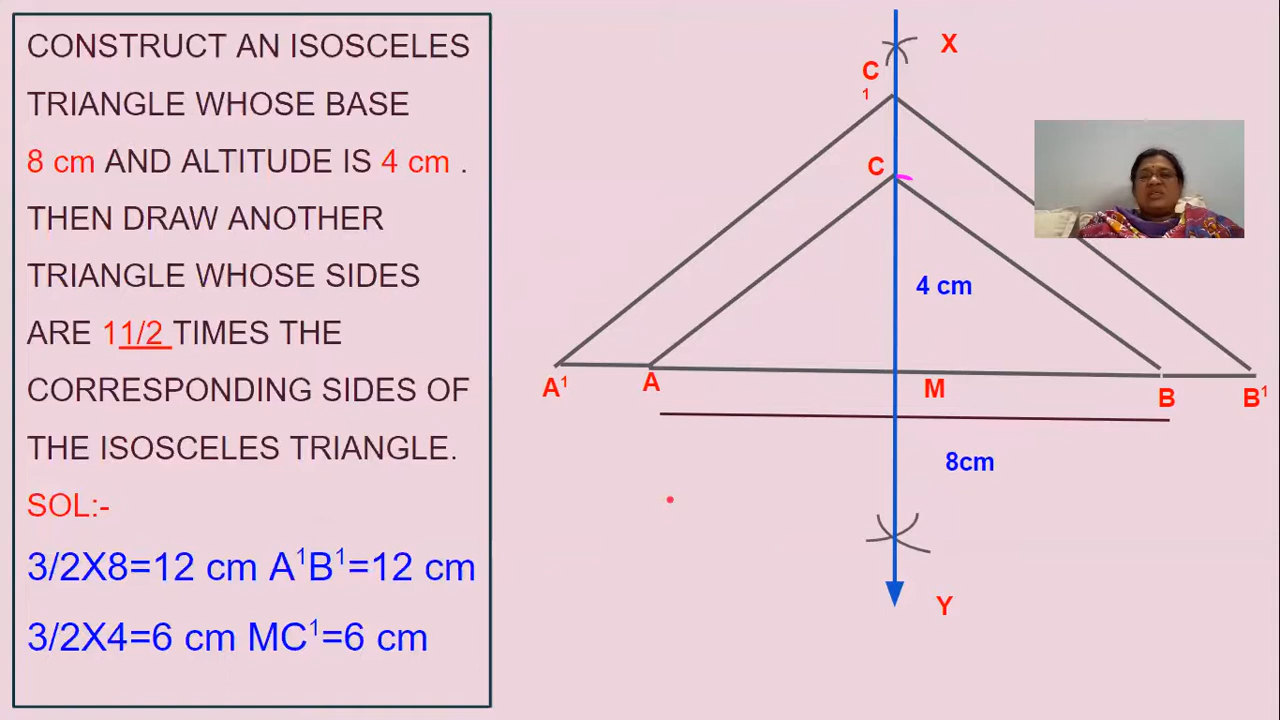 CONSTRUCT AN ISOSCELES
TRIANGLE WHOSE BASE
8 cm AND ALTITUDE IS 4 cm .
THEN DRAW ANOTHER
TRIANGLE WHOSE SIDES
ARE 11/2 TIMES THE
CORRESPONDING SIDES OF
THE ISOSCELES TRIANGLE.
SOL:-
3/2X8=12 cm A¹B¹=12 cm
3/2X4=6 cm MC¹=6 cm
X
C
1
C
4 cm
A¹
A
M
B
B¹
8cm
Y